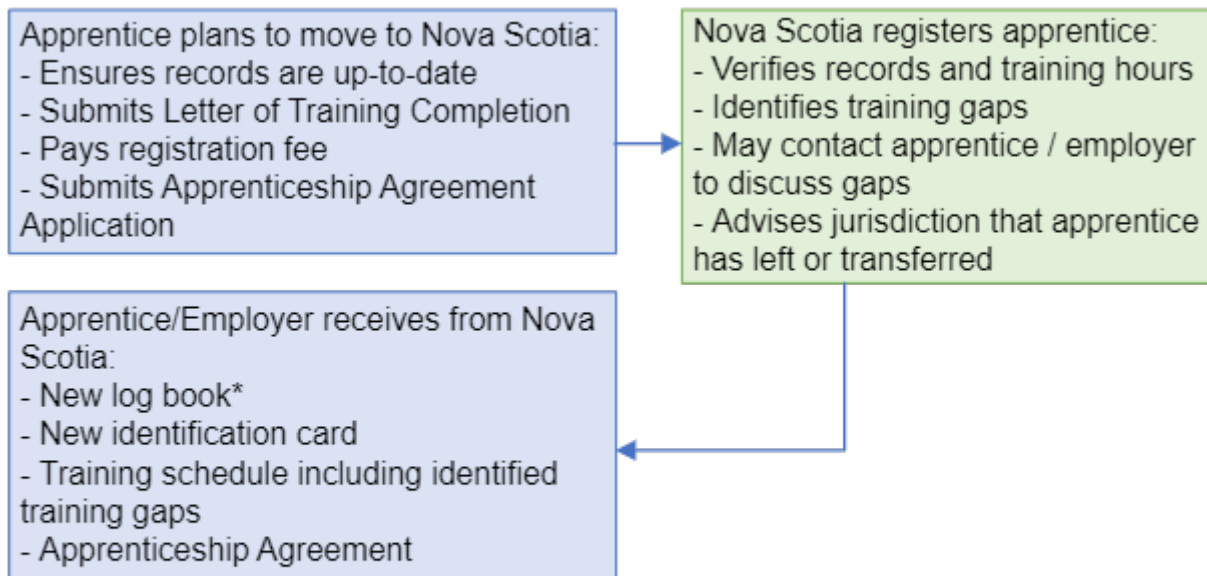 Apprentice plans to move to Nova Scotia:
- Ensures records are up-to-date
- Submits Letter of Training Completion
- Pays registration fee
- Submits Apprenticeship Agreement
Application
Nova Scotia registers apprentice:
- Verifies records and training hours
- Identifies training gaps
- May contact apprentice / employer
to discuss gaps
- Advises jurisdiction that apprentice
has left or transferred
Apprentice/Employer receives from Nova
Scotia:
- New log book*
- New identification card
- Training schedule including identified
training gaps
- Apprenticeship Agreement